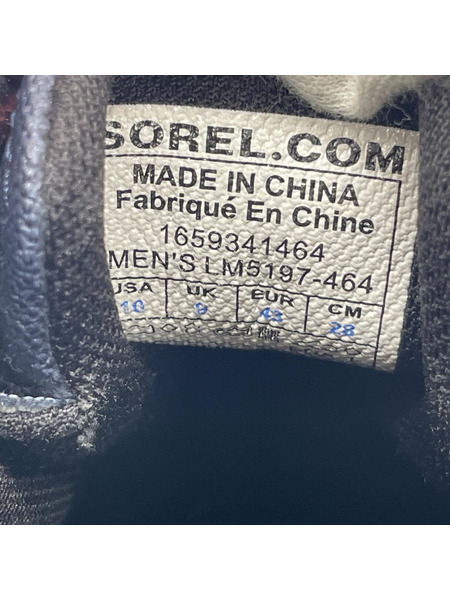 SOREL.COM
MADE IN CHINA
Fabriqué En Chine
1659341464
MEN'S LM5197-464
USA UK EUR CM
10 9 43 28